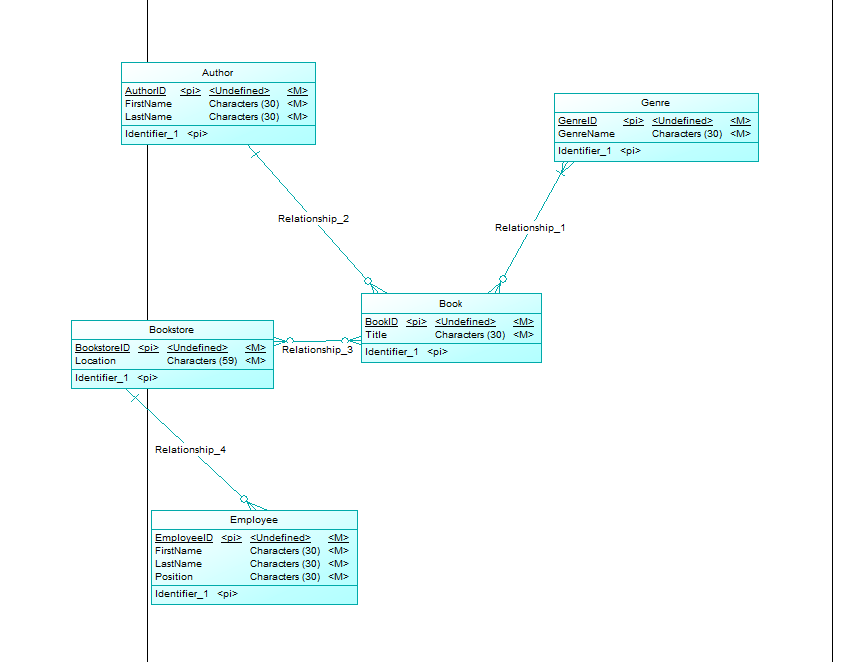 Author
AuthorID <pi> <Undefined> <M>
FirstName Characters (30) <M>
LastName Characters (30) <M>
Identifier_1 <pi>
Genre
GenreID <pi> <Undefined> <M>
GenreName Characters (30) <M>
Identifier_1 <pi>
Relationship_2
Relationship_1
Book
BookID <pi> <Undefined> <M>
Title Characters (30) <M>
Identifier_1 <pi>
Bookstore
BookstoreID <pi> <Undefined> <M>
Location Characters (59) <M>
Identifier_1 <pi>
Relationship_3
Relationship_4
Employee
EmployeeID <pi> <Undefined> <M>
FirstName Characters (30) <M>
LastName Characters (30) <M>
Position Characters (30) <M>
Identifier_1 <pi>